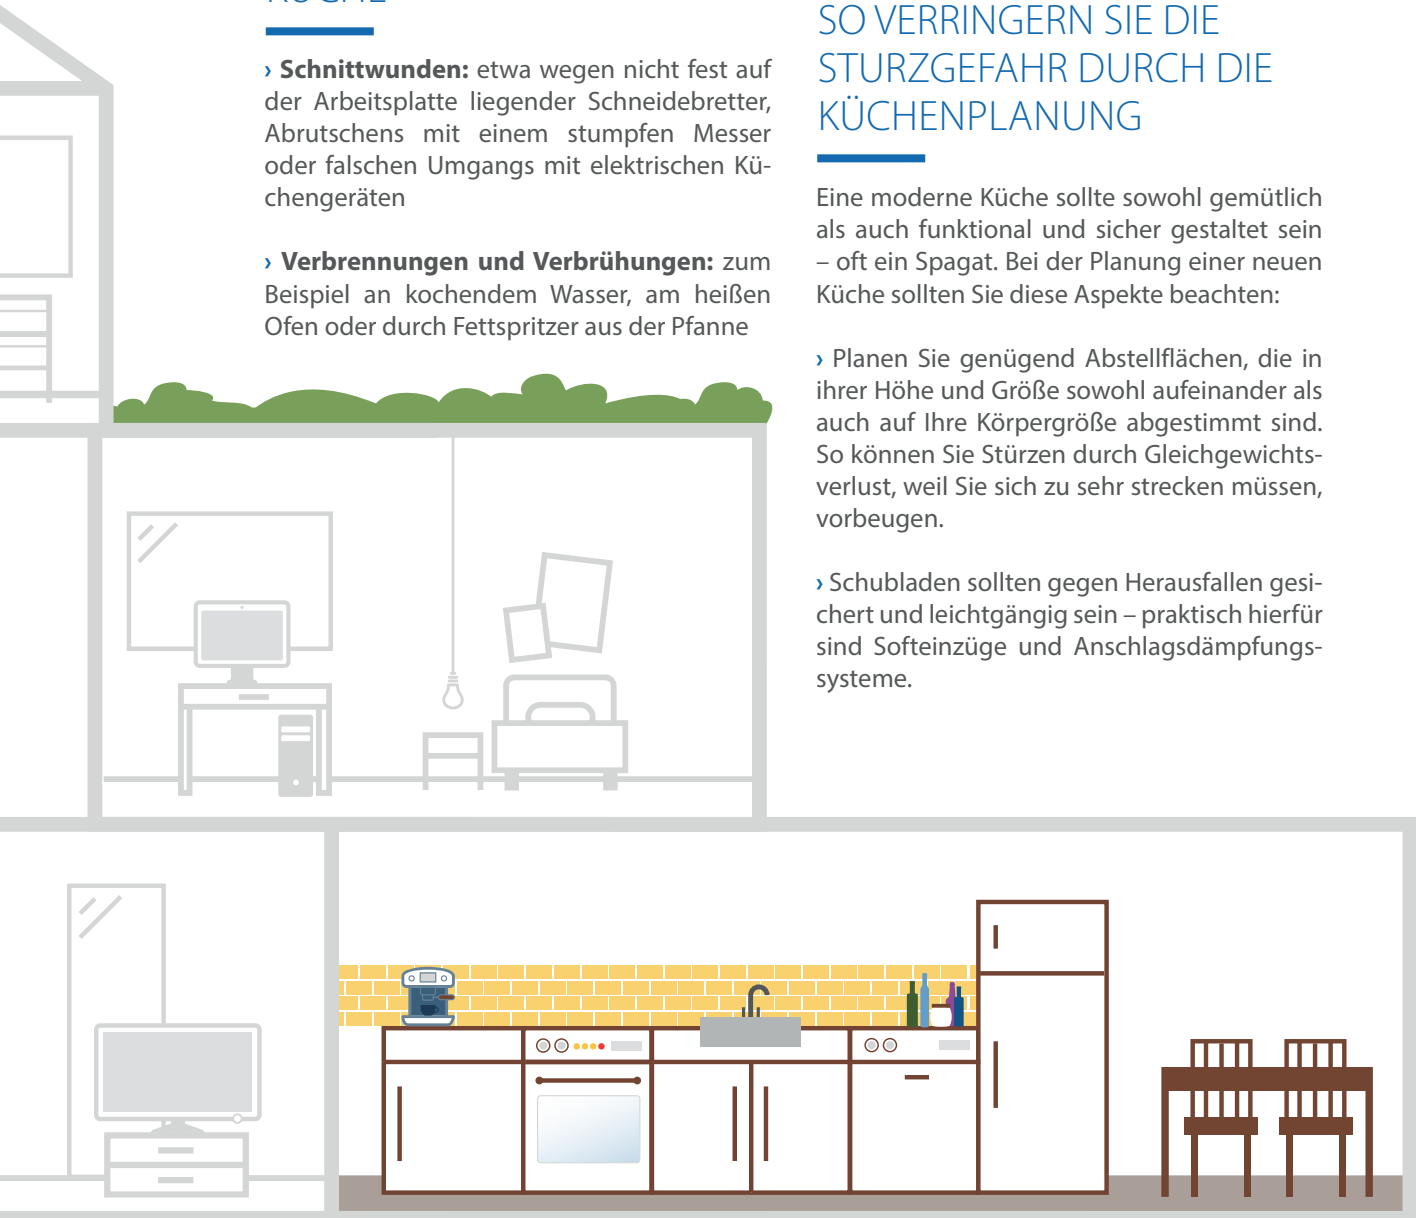 KÜCHE
› Schnittwunden: etwa wegen nicht fest auf
der Arbeitsplatte liegender Schneidebretter,
Abrutschens mit einem stumpfen Messer
oder falschen Umgangs mit elektrischen Kü-
chengeräten
› Verbrennungen und Verbrühungen: zum
Beispiel an kochendem Wasser, am heißen
Ofen oder durch Fettspritzer aus der Pfanne
SO VERRINGERN SIE DIE
STURZGEFAHR DURCH DIE
KÜCHENPLANUNG
Eine moderne Küche sollte sowohl gemütlich
als auch funktional und sicher gestaltet sein
– oft ein Spagat. Bei der Planung einer neuen
Küche sollten Sie diese Aspekte beachten:
› Planen Sie genügend Abstellflächen, die in
ihrer Höhe und Größe sowohl aufeinander als
auch auf Ihre Körpergröße abgestimmt sind.
So können Sie Stürzen durch Gleichgewichts-
verlust, weil Sie sich zu sehr strecken müssen,
vorbeugen.
› Schubladen sollten gegen Herausfallen gesi-
chert und leichtgängig sein – praktisch hierfür
sind Softeinzüge und Anschlagsdämpfungs-
systeme.